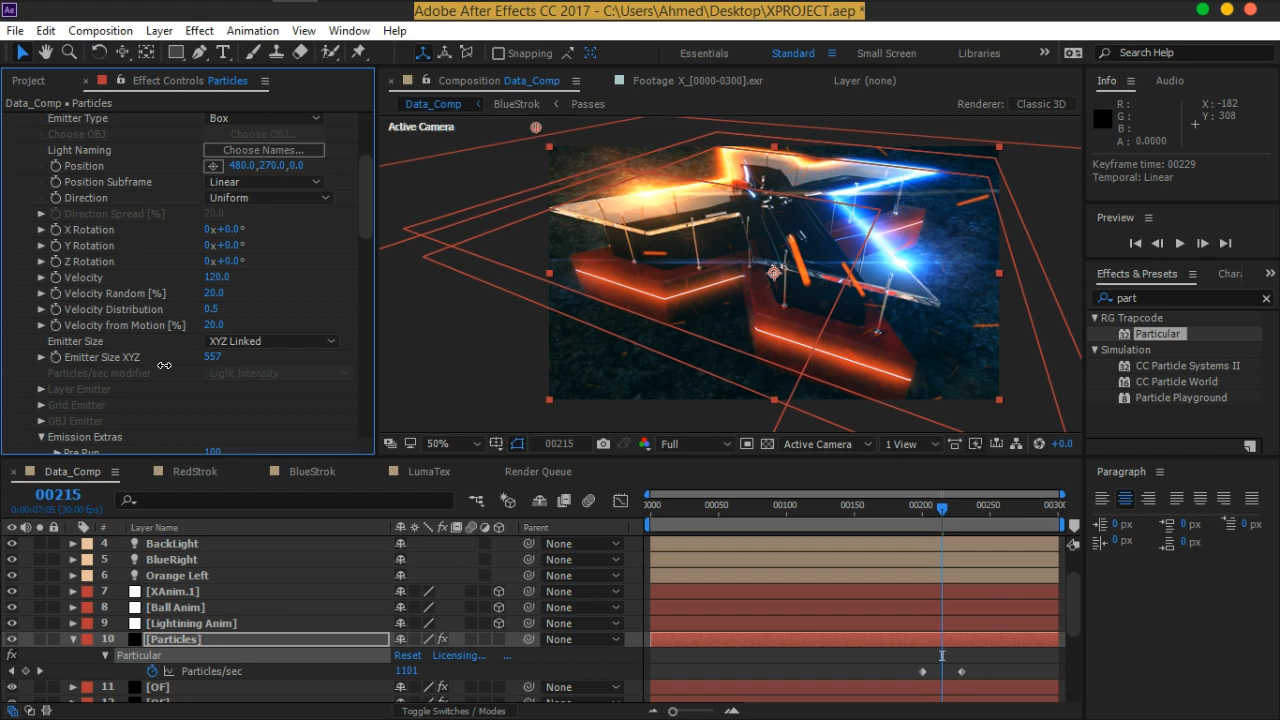 Ae
Adobe After Effects CC 2017 - C:\Users\Ahmed\Desktop\XPROJECT.aep *
File Edit Composition Layer Effect Animation View Window Help
Snapping Essentials Standard Small Screen Libraries Search Help
Project Effect Controls Particles
Data_Comp • Particles
Emitter Type Box
Choose OBJ Choose OBJ...
Light Naming Choose Names...
Position 480.0,270.0,0.0
Position Subframe Linear
Direction Uniform
Direction Spread [%] 20.0
X Rotation 0x+0.0°
Y Rotation 0x+0.0°
Z Rotation 0x+0.0°
Velocity 120.0
Velocity Random [%] 20.0
Velocity Distribution 0.5
Velocity from Motion [%] 20.0
Emitter Size XYZ Linked
Emitter Size XYZ 557
Particles/sec modifier Light Intensity
Layer Emitter
Grid Emitter
OBJ Emitter
Emission Extras
Pre Run 100
Composition Data_Comp Footage X_[0000-0300].exr Layer (none)
Data_Comp BlueStrok Passes Renderer: Classic 3D
Active Camera
50% 00215 Full Active Camera 1 View +0.0
Info Audio
R :
G :
B :
A : 0.0000
X : -182
Y : 308
Keyframe time: 00229
Temporal: Linear
Preview
Effects & Presets Chara
part
RG Trapcode
Particular
Simulation
CC Particle Systems II
CC Particle World
Particle Playground
Data_Comp RedStrok BlueStrok LumaTex Render Queue
00215
0:00:07:05 (30.00 fps)
0000 00050 00100 00150 00200 00250 0030
# Layer Name Parent
4 BackLight None
5 BlueRight None
6 Orange Left None
7 [XAnim.1] None
8 [Ball Anim] None
9 [Lightining Anim] None
10 [Particles] None
Particular Reset Licensing... ...
Particles/sec 1101
11 [OF] None
Toggle Switches / Modes
Paragraph
0 px 0 px 0 px
0 px 0 px